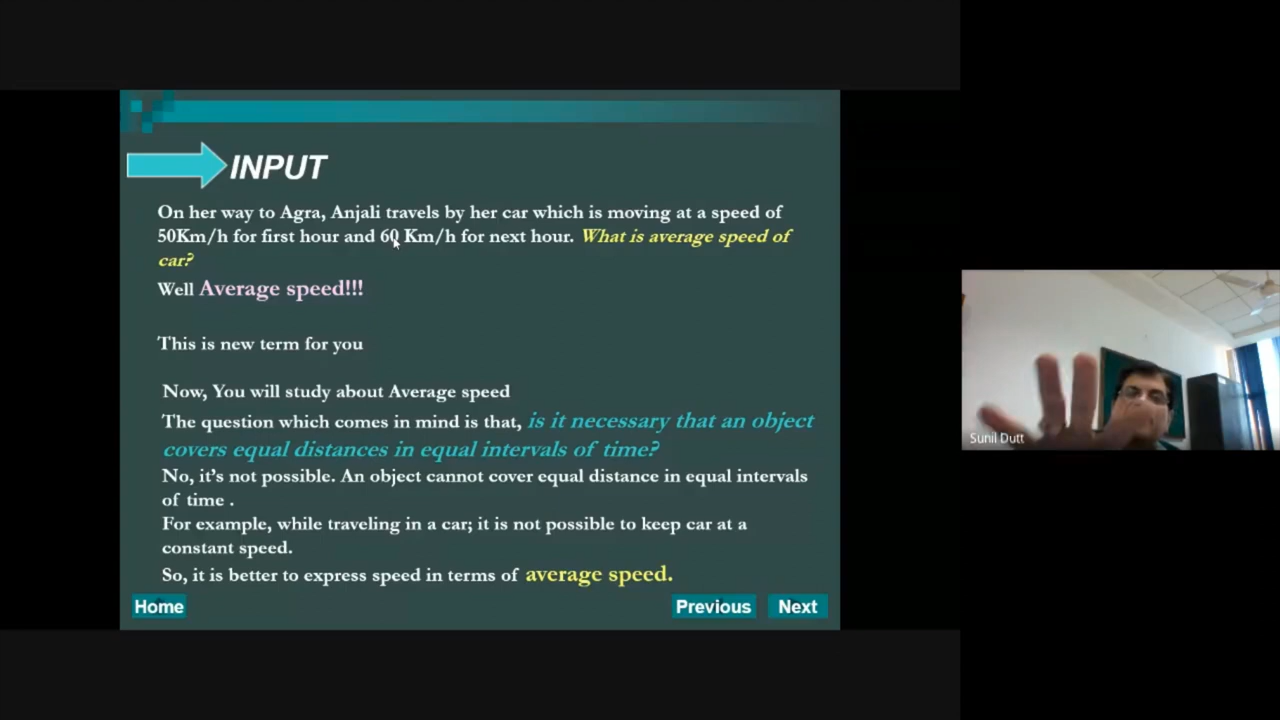 INPUT
On her way to Agra, Anjali travels by her car which is moving at a speed of
50Km/h for first hour and 60 Km/h for next hour. What is average speed of
car?
Well Average speed!!!
This is new term for you
Now, You will study about Average speed
The question which comes in mind is that, is it necessary that an object
covers equal distances in equal intervals of time?
No, it's not possible. An object cannot cover equal distance in equal intervals
of time .
For example, while traveling in a car; it is not possible to keep car at a
constant speed.
So, it is better to express speed in terms of average speed.
Home
Previous
Next
Sunil Dutt